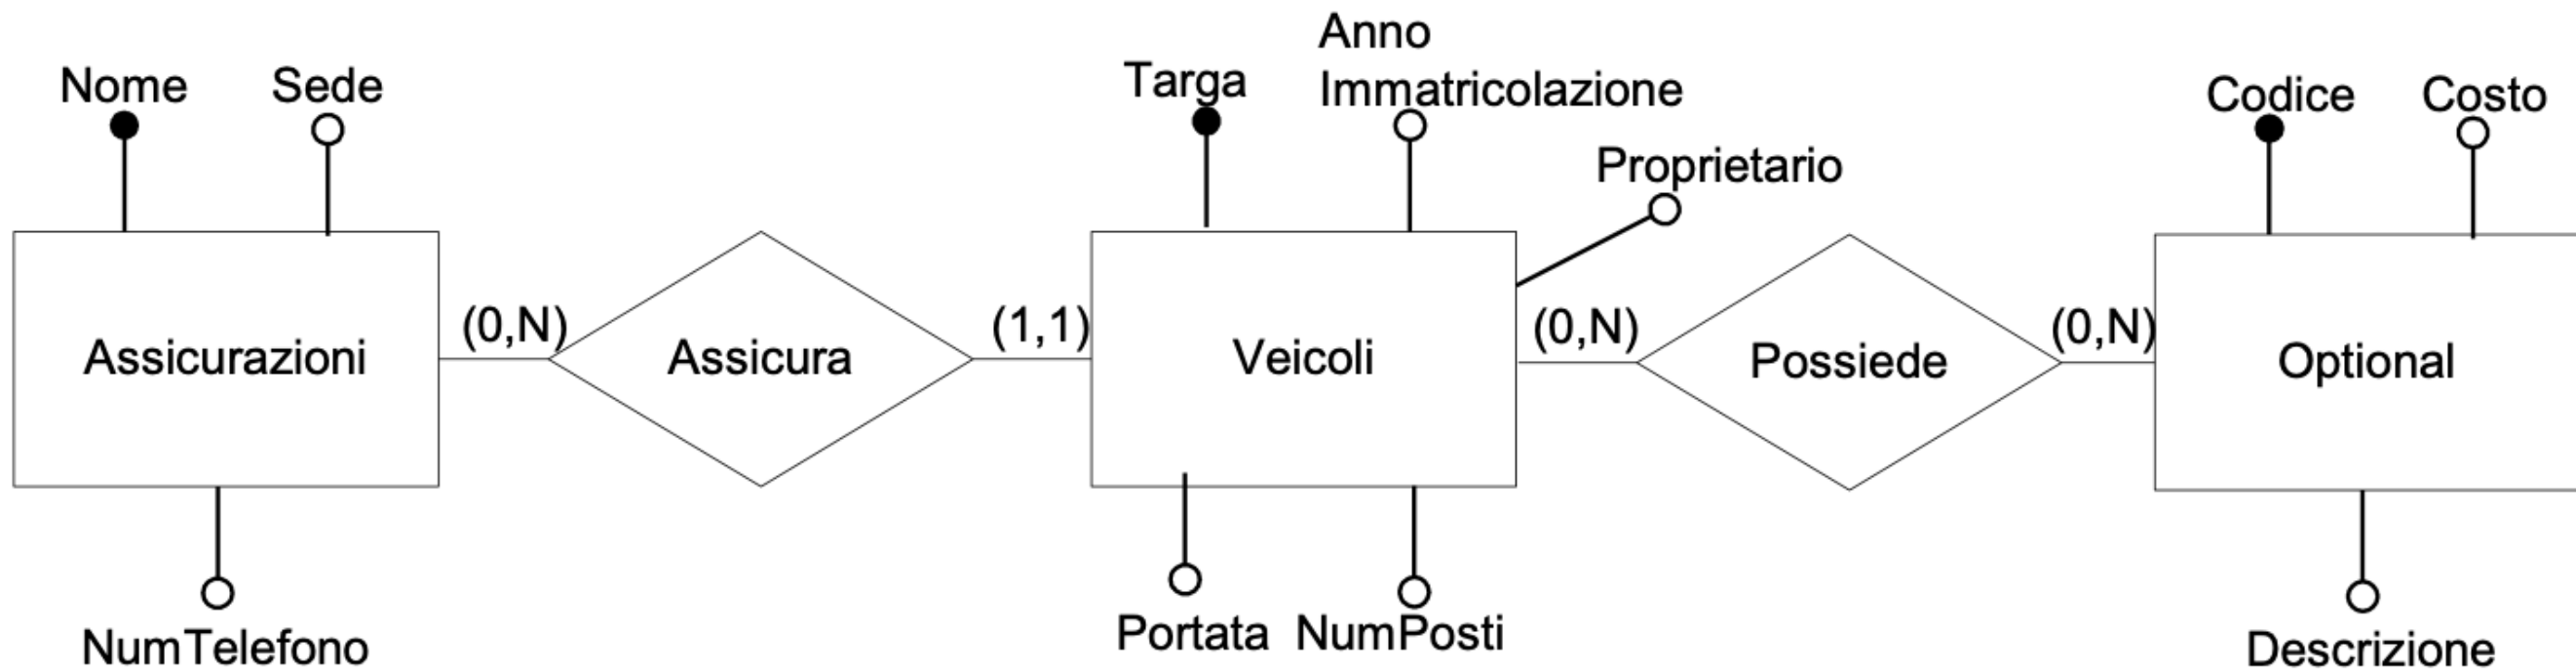 Nome
Sede
Targa
Anno
Immatricolazione
Proprietario
Codice
Costo
Assicurazioni
(0,N)
Assicura
(1,1)
Veicoli
(0,N)
Possiede
(0,N)
Optional
NumTelefono
Portata
NumPosti
Descrizione